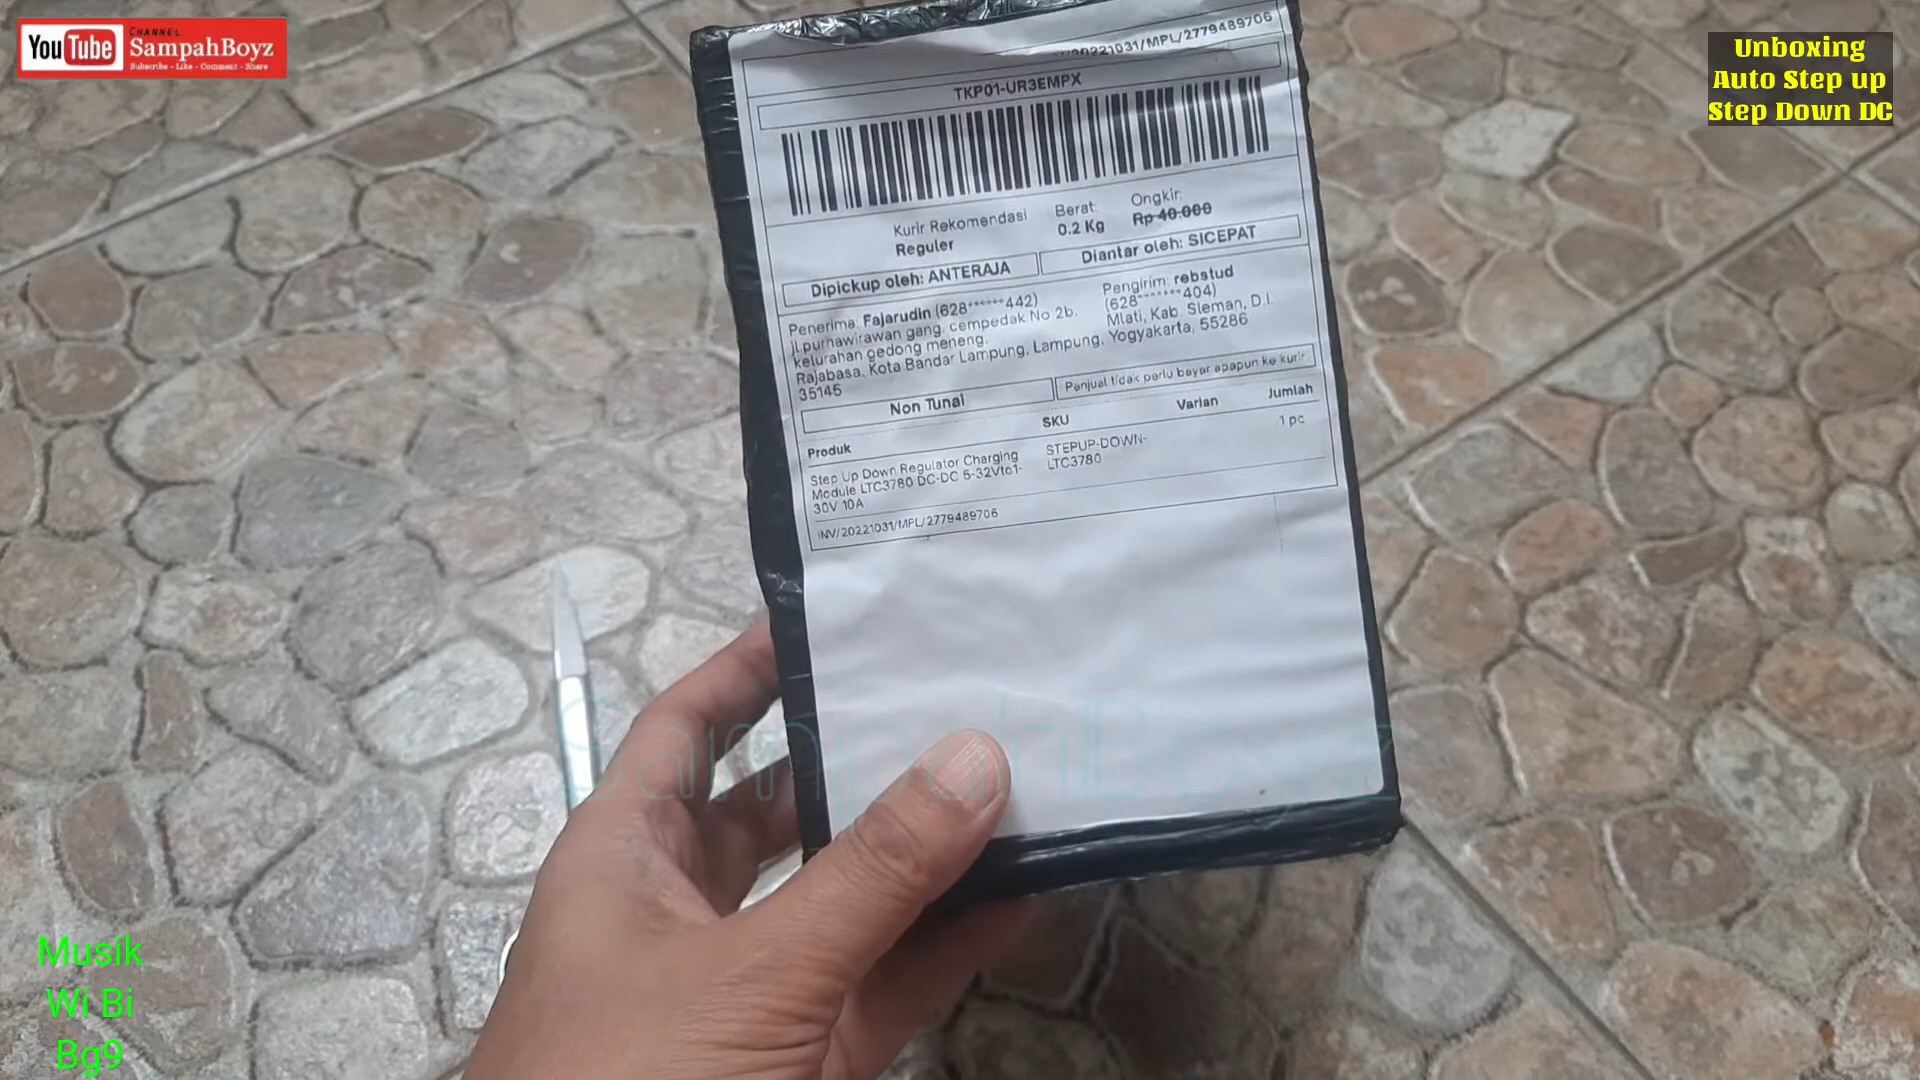 YouTube
CHANNEL
SampahBoyz
Subscribe - Like - Comment - Share
Unboxing
Auto Step up
Step Down DC
20221031/MPL/2779489706
TKP01-UR3EMPX
Kurir Rekomendasi
Reguler
Berat:
0.2 Kg
Ongkir:
Rp 40.000
Dipickup oleh: ANTERAJA
Diantar oleh: SICEPAT
Penerima: Fajarudin (628******442)
jl.purnawirawan gang. cempedak No 2b,
kelurahan gedong meneng.
Rajabasa, Kota Bandar Lampung, Lampung,
35145
Pengirim: rebstud
(628*******404)
Mlati, Kab. Sleman, D.I.
Yogyakarta, 55286
Non Tunai
Penjual tidak perlu bayar apapun ke kurir
Produk
SKU
Varian
Jumlah
Step Up Down Regulator Charging
Module LTC3780 DC-DC 5-32Vto1-
30V 10A
STEPUP-DOWN-
LTC3780
1 pc
INV/20221031/MPL/2779489706
SampahBoyz
Musik
Wi Bi
Bg9